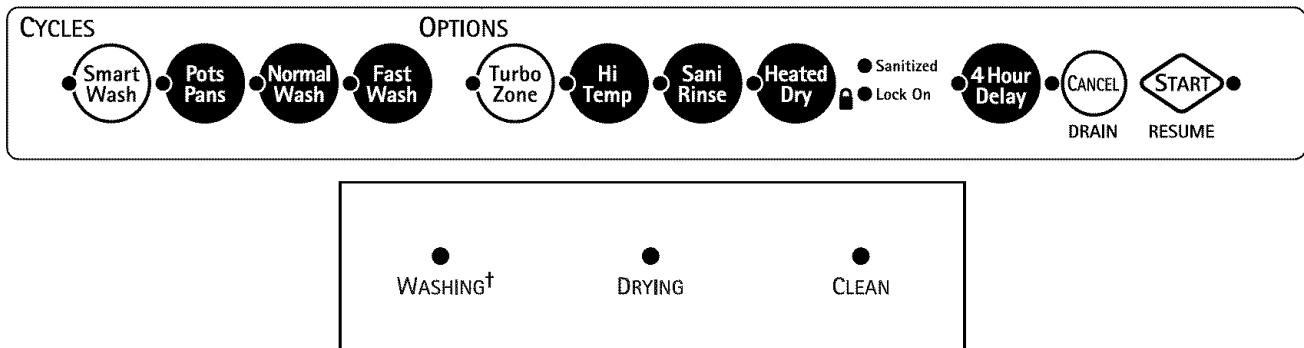 CYCLES
OPTIONS
Smart
Wash
Pots
Pans
Normal
Wash
Fast
Wash
Turbo
Zone
Hi
Temp
Sani
Rinse
Heated
Dry
Sanitized
Lock On
4 Hour
Delay
CANCEL
DRAIN
START
RESUME
WASHING†
DRYING
CLEAN